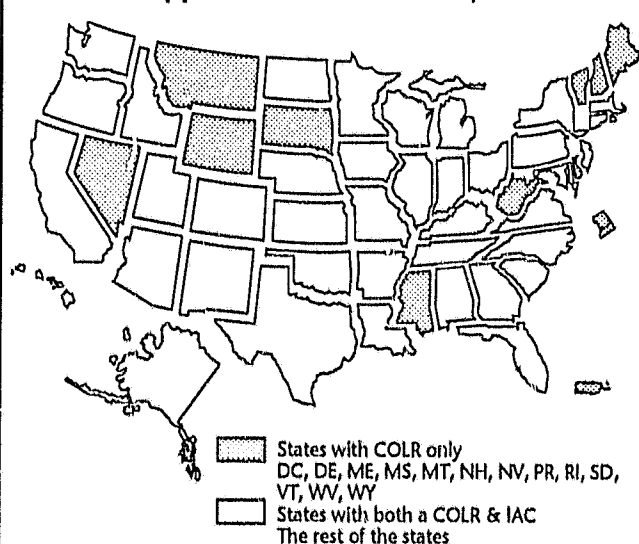 States with COLR only
DC, DE, ME, MS, MT, NH, NV, PR, RI, SD,
VT, WV, WY
States with both a COLR & IAC
The rest of the states